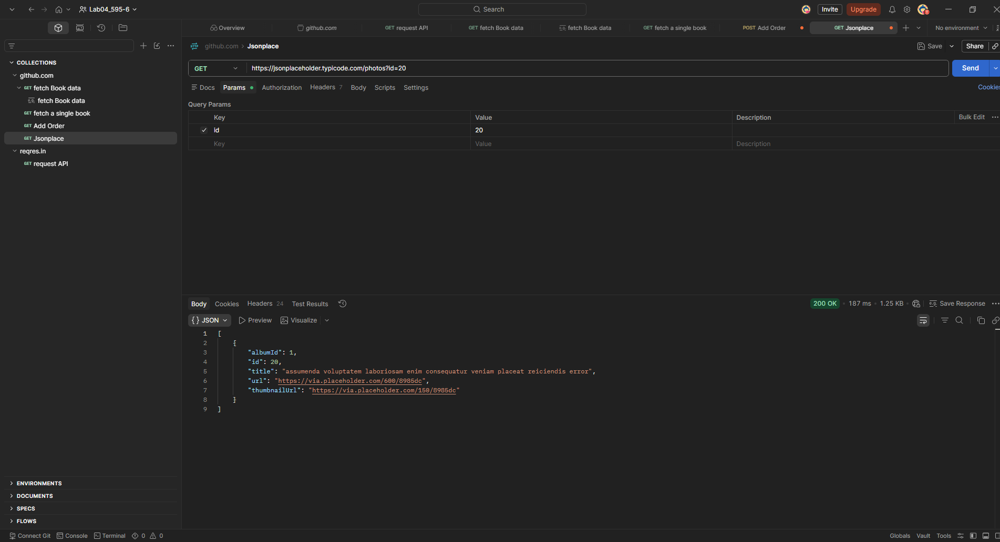 Lab04_595-6
Search
Invite
Upgrade
Overview
github.com
GET request API
GET fetch Book data
e.g. fetch Book data
GET fetch a single book
POST Add Order
GET Jsonplace
No environment
HTTP github.com > Jsonplace
Save
Share
COLLECTIONS
github.com
GET fetch Book data
e.g. fetch Book data
GET fetch a single book
GET Add Order
GET Jsonplace
reqres.in
GET request API
ENVIRONMENTS
DOCUMENTS
SPECS
FLOWS
GET
https://jsonplaceholder.typicode.com/photos?id=20
Send
Docs Params Authorization Headers 7 Body Scripts Settings
Cookies
Query Params
Key Value Description Bulk Edit
id 20
Key Value Description
Body Cookies Headers 24 Test Results
200 OK • 187 ms • 1.25 KB • e.g. Save Response
{} JSON Preview Visualize
1 [
2 {
3 "albumId": 1,
4 "id": 20,
5 "title": "assumenda voluptatem laboriosam enim consequatur veniam placeat reiciendis error",
6 "url": "https://via.placeholder.com/600/8985dc",
7 "thumbnailUrl": "https://via.placeholder.com/150/8985dc"
8 }
9 ]
Connect Git Console Terminal 0 0
Globals Vault Tools